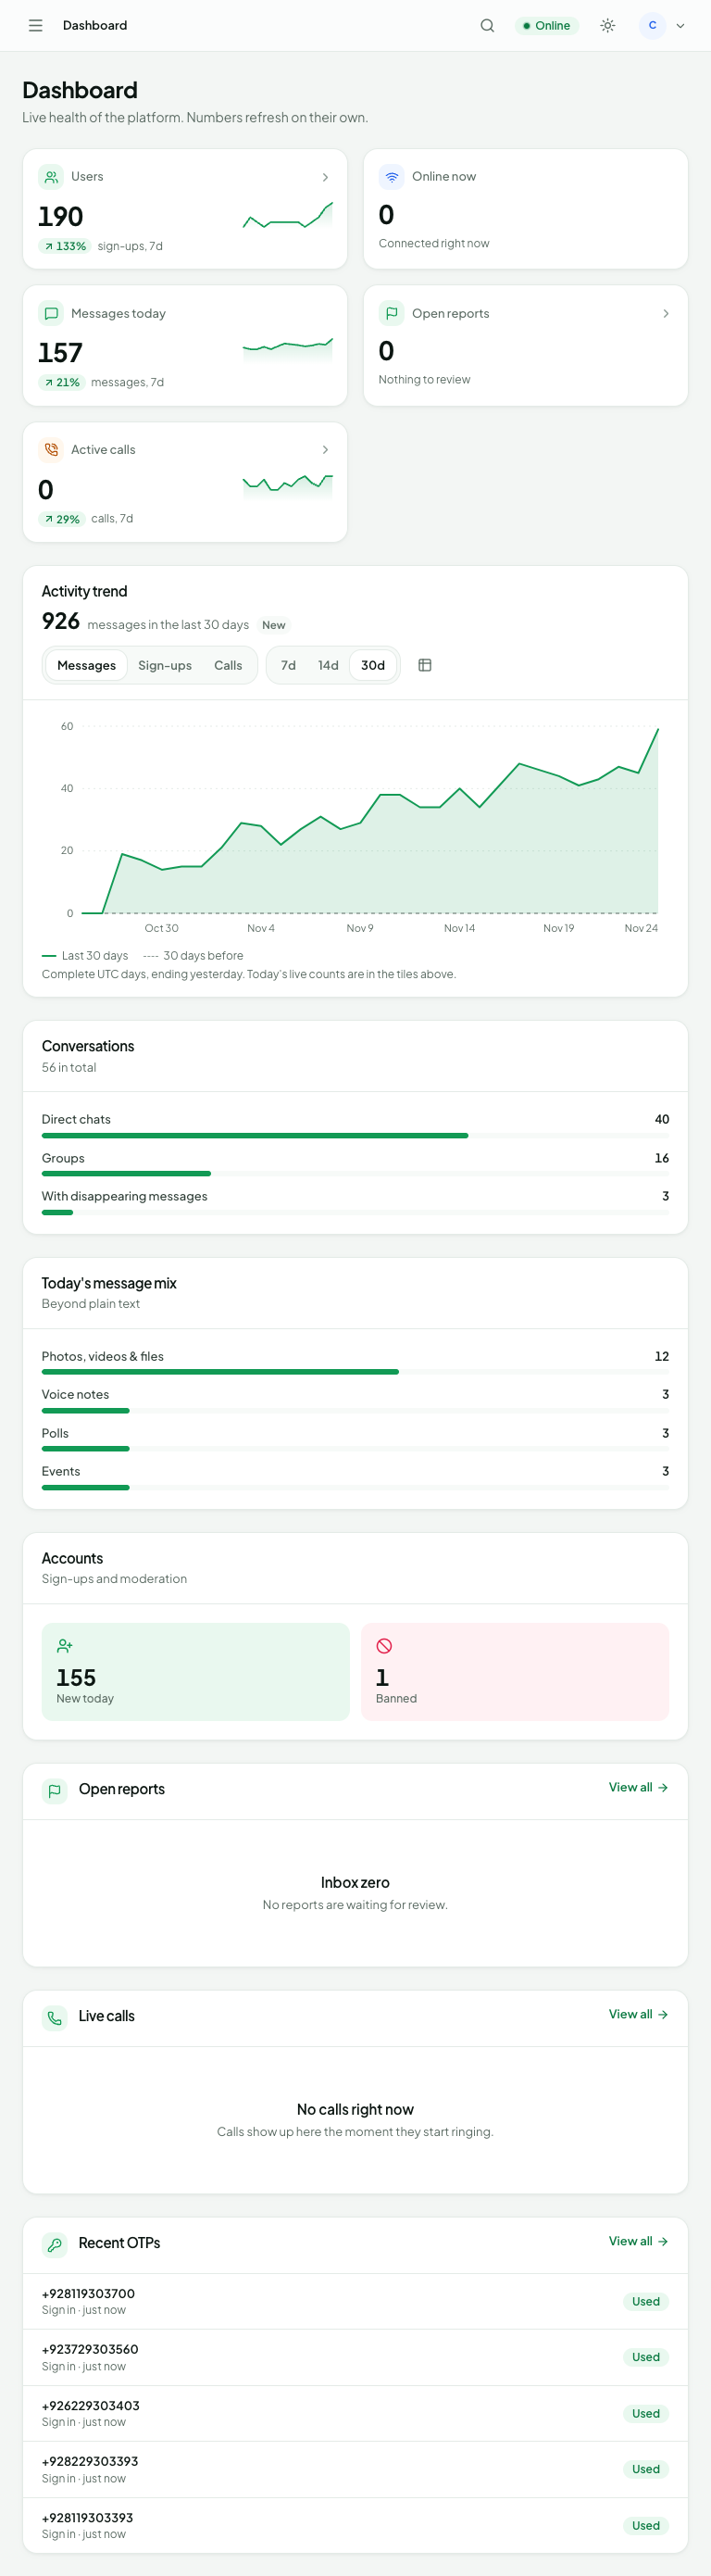 Dashboard
Online
C
Dashboard
Live health of the platform. Numbers refresh on their own.
Users
190
133% sign-ups, 7d
Online now
0
Connected right now
Messages today
157
21% messages, 7d
Open reports
0
Nothing to review
Active calls
0
29% calls, 7d
Activity trend
926 messages in the last 30 days New
Messages Sign-ups Calls 7d 14d 30d
60
40
20
0
Oct 30 Nov 4 Nov 9 Nov 14 Nov 19 Nov 24
Last 30 days 30 days before
Complete UTC days, ending yesterday. Today's live counts are in the tiles above.
Conversations
56 in total
Direct chats 40
Groups 16
With disappearing messages 3
Today's message mix
Beyond plain text
Photos, videos & files 12
Voice notes 3
Polls 3
Events 3
Accounts
Sign-ups and moderation
155
New today
1
Banned
Open reports View all →
Inbox zero
No reports are waiting for review.
Live calls View all →
No calls right now
Calls show up here the moment they start ringing.
Recent OTPs View all →
+928119303700
Sign in · just now
Used
+923729303560
Sign in · just now
Used
+926229303403
Sign in · just now
Used
+928229303393
Sign in · just now
Used
+928119303393
Sign in · just now
Used